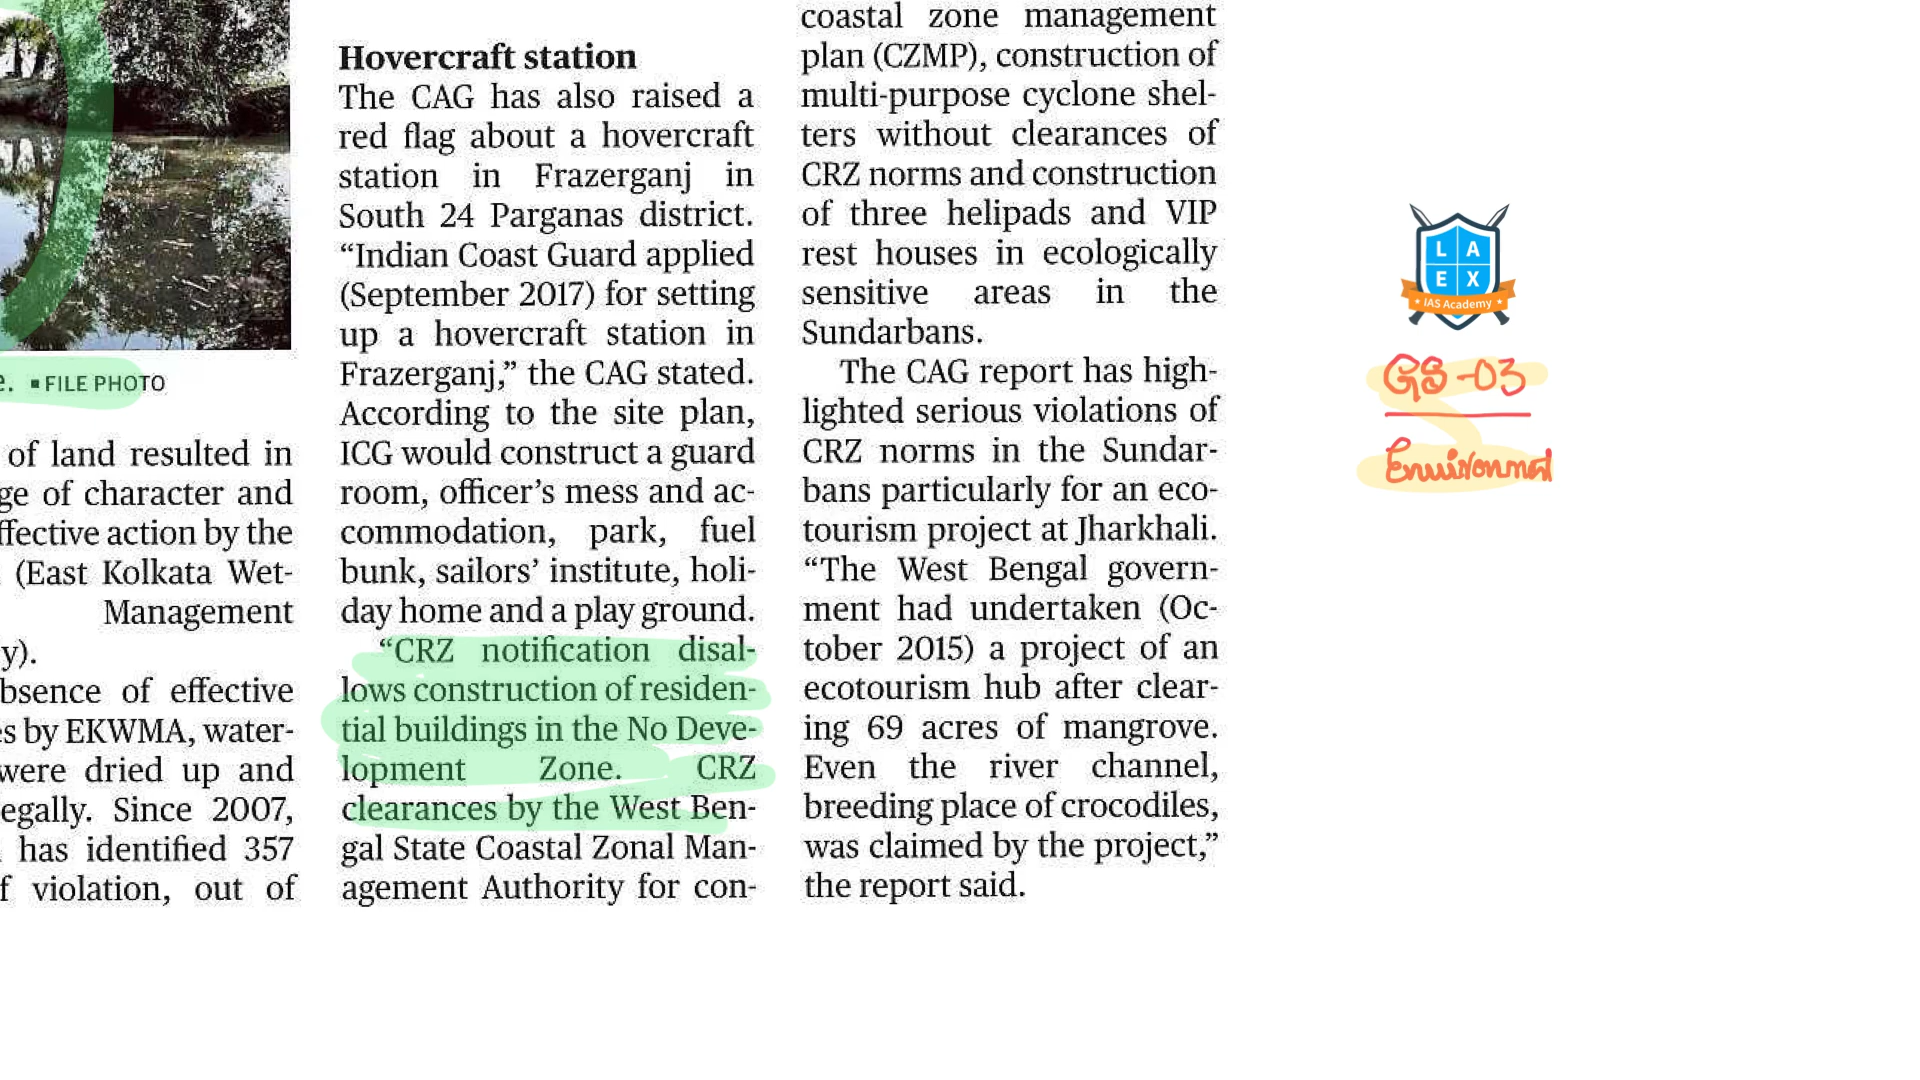 e. ▪ FILE PHOTO
of land resulted in
ge of character and
ffective action by the
(East Kolkata Wet-
Management
y).
bsence of effective
es by EKWMA, water-
were dried up and
egally. Since 2007,
has identified 357
f violation, out of
Hovercraft station
The CAG has also raised a
red flag about a hovercraft
station in Frazerganj in
South 24 Parganas district.
“Indian Coast Guard applied
(September 2017) for setting
up a hovercraft station in
Frazerganj,” the CAG stated.
According to the site plan,
ICG would construct a guard
room, officer’s mess and ac-
commodation, park, fuel
bunk, sailors’ institute, holi-
day home and a play ground.
“CRZ notification disal-
lows construction of residen-
tial buildings in the No Deve-
lopment Zone. CRZ
clearances by the West Ben-
gal State Coastal Zonal Man-
agement Authority for con-
coastal zone management
plan (CZMP), construction of
multi-purpose cyclone shel-
ters without clearances of
CRZ norms and construction
of three helipads and VIP
rest houses in ecologically
sensitive areas in the
Sundarbans.
The CAG report has high-
lighted serious violations of
CRZ norms in the Sundar-
bans particularly for an eco-
tourism project at Jharkhali.
“The West Bengal govern-
ment had undertaken (Oc-
tober 2015) a project of an
ecotourism hub after clear-
ing 69 acres of mangrove.
Even the river channel,
breeding place of crocodiles,
was claimed by the project,”
the report said.
L A
E X
IAS Academy
GS-03
Environment